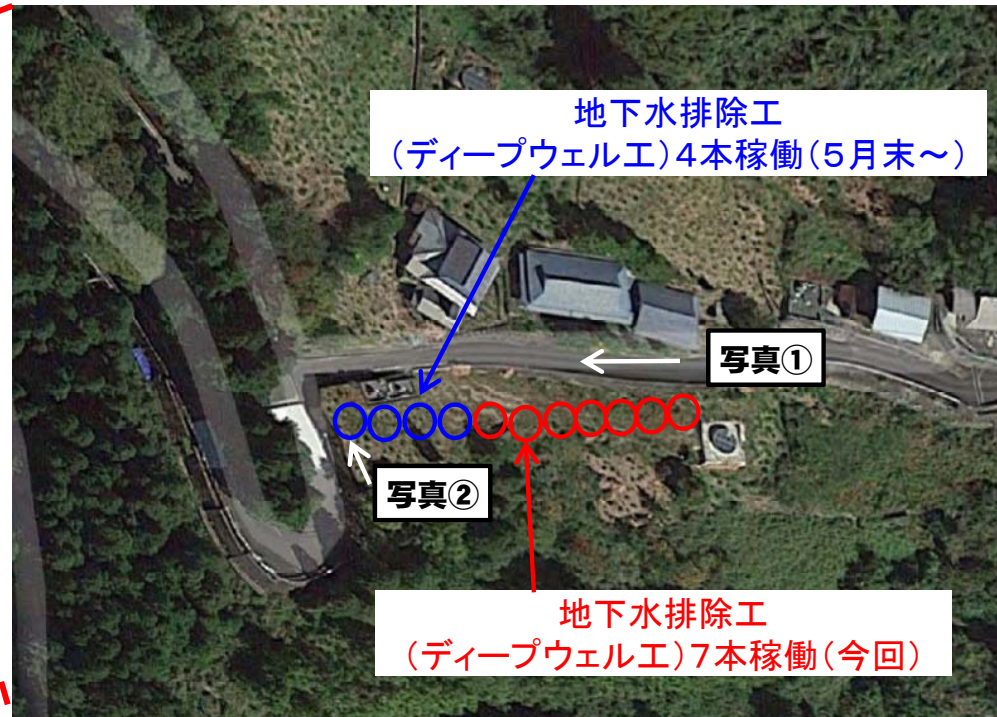 地下水排除工
（ディープウェル工）４本稼働（５月末～）
写真①
写真②
地下水排除工
（ディープウェル工）７本稼働（今回）